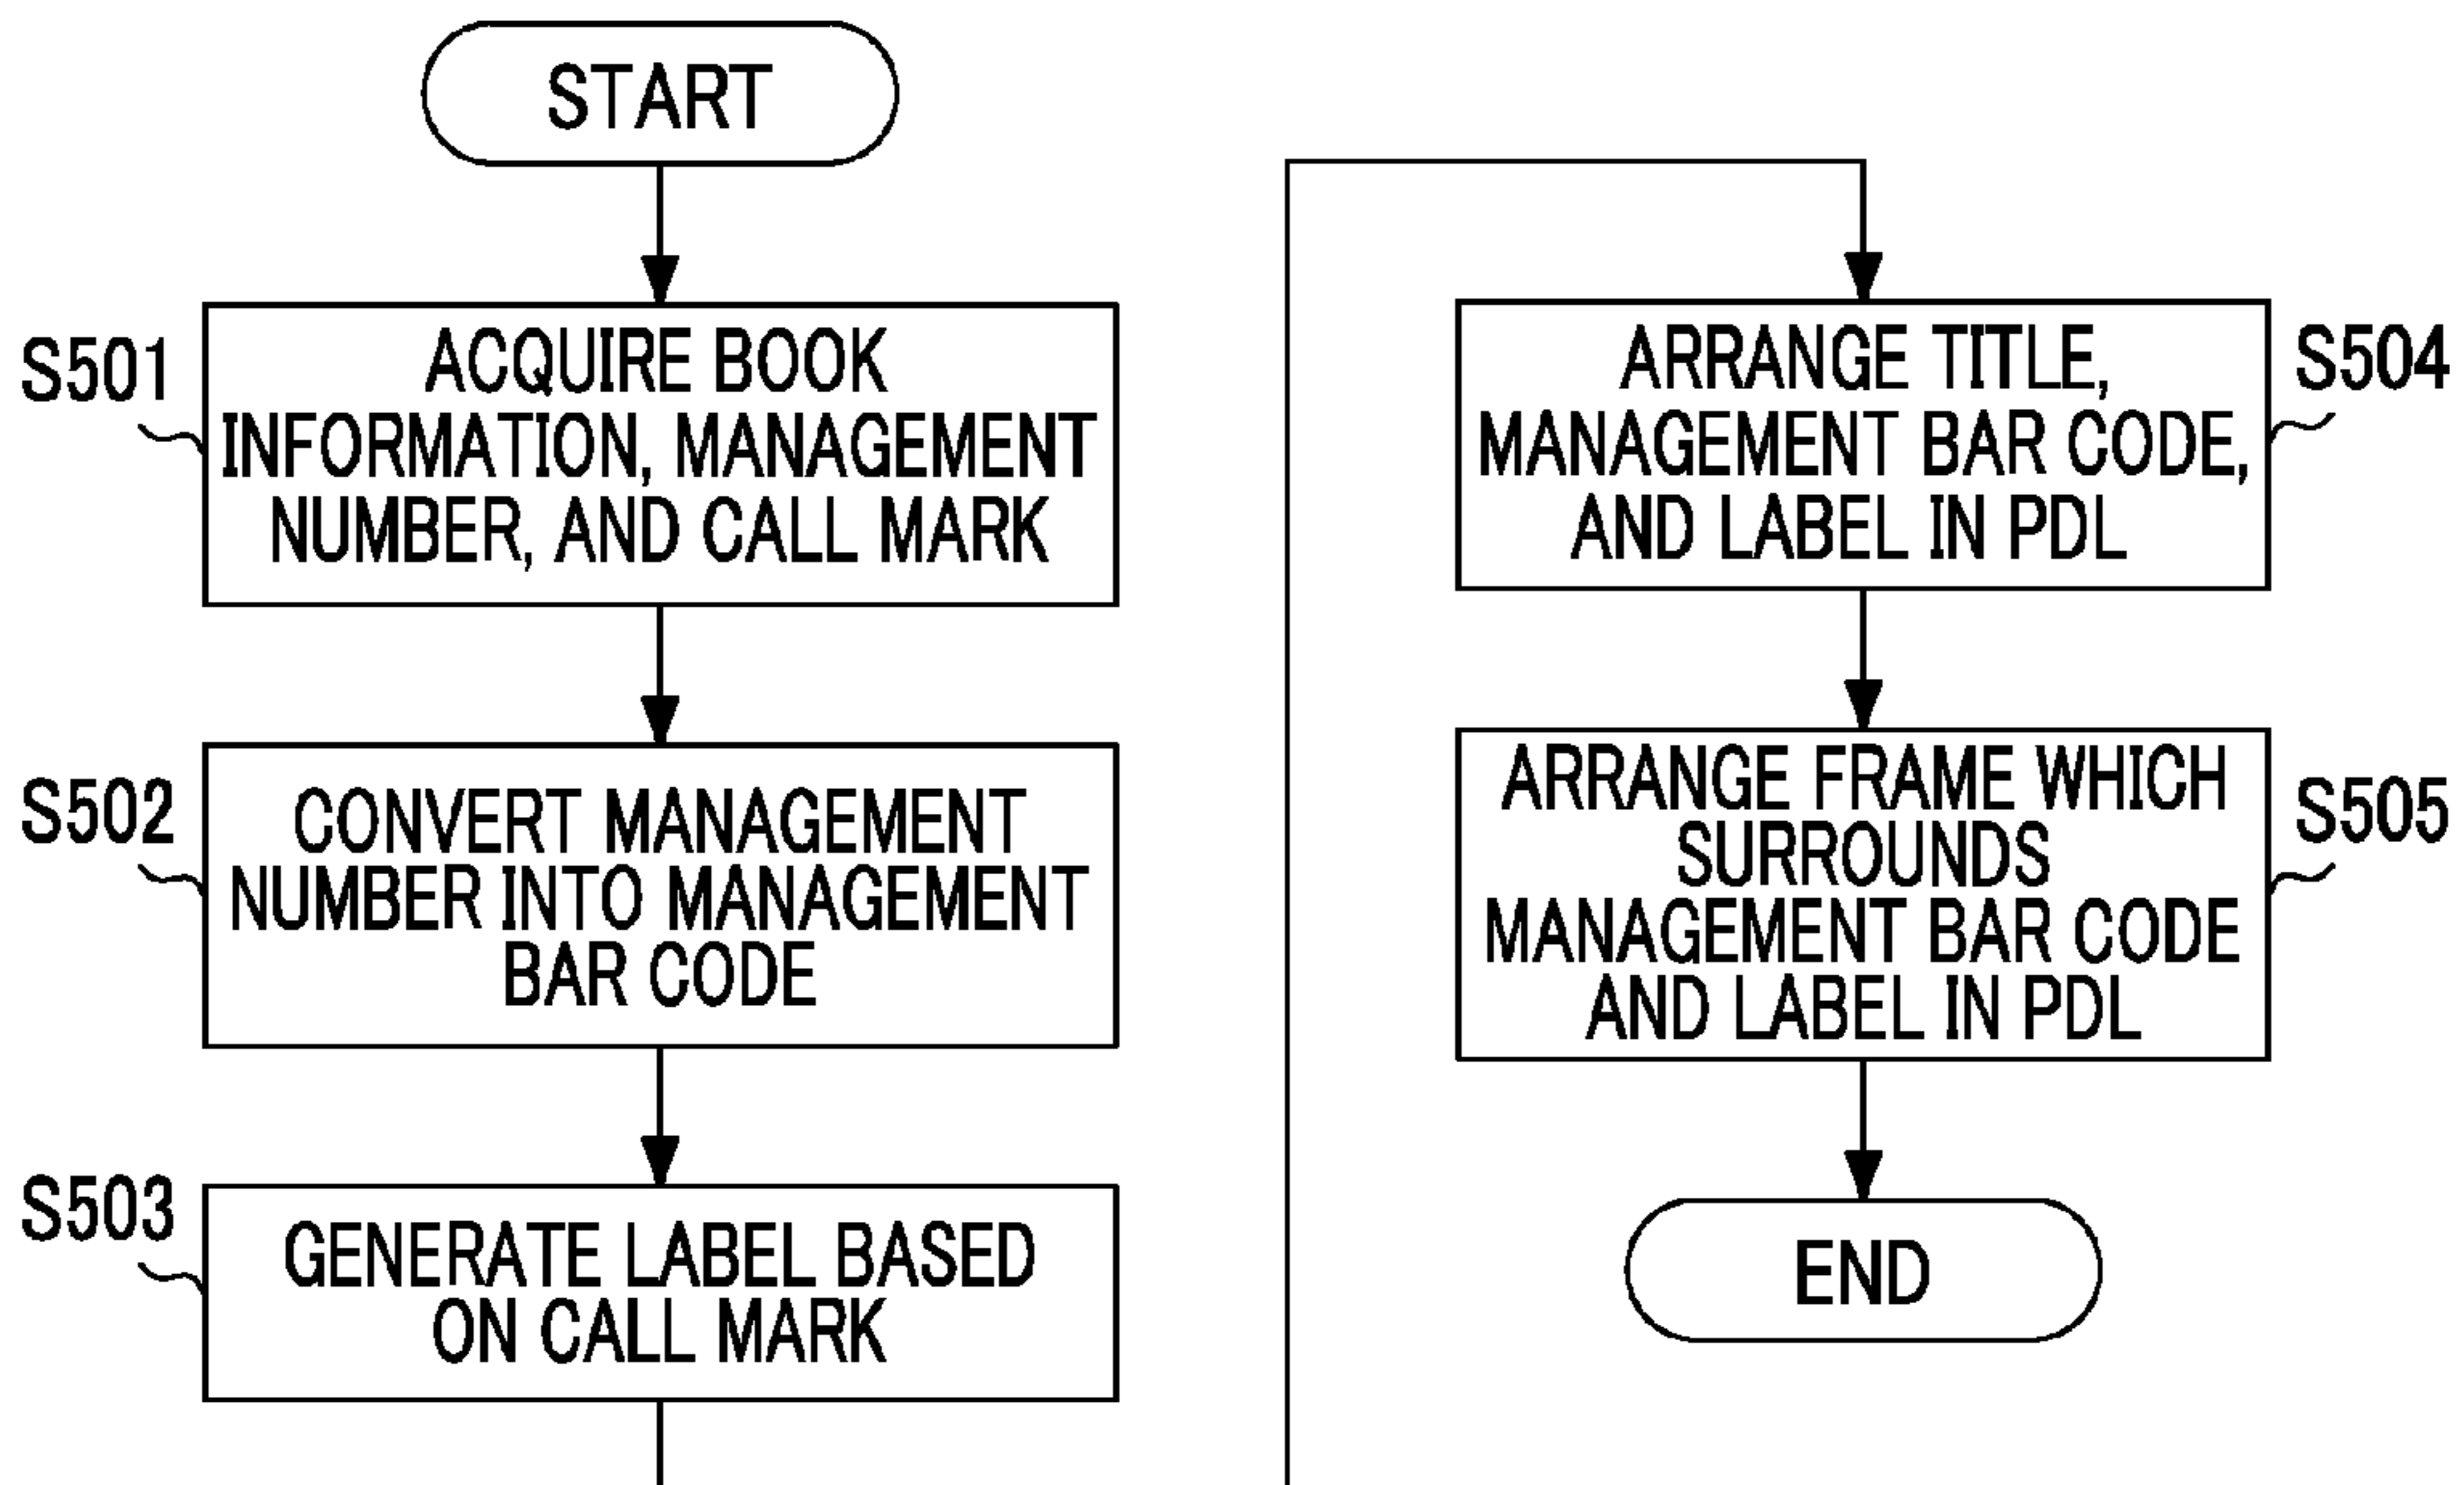 START
S501
ACQUIRE BOOK
INFORMATION, MANAGEMENT
NUMBER, AND CALL MARK
S502
CONVERT MANAGEMENT
NUMBER INTO MANAGEMENT
BAR CODE
S503
GENERATE LABEL BASED
ON CALL MARK
S504
ARRANGE TITLE,
MANAGEMENT BAR CODE,
AND LABEL IN PDL
S505
ARRANGE FRAME WHICH
SURROUNDS
MANAGEMENT BAR CODE
AND LABEL IN PDL
END